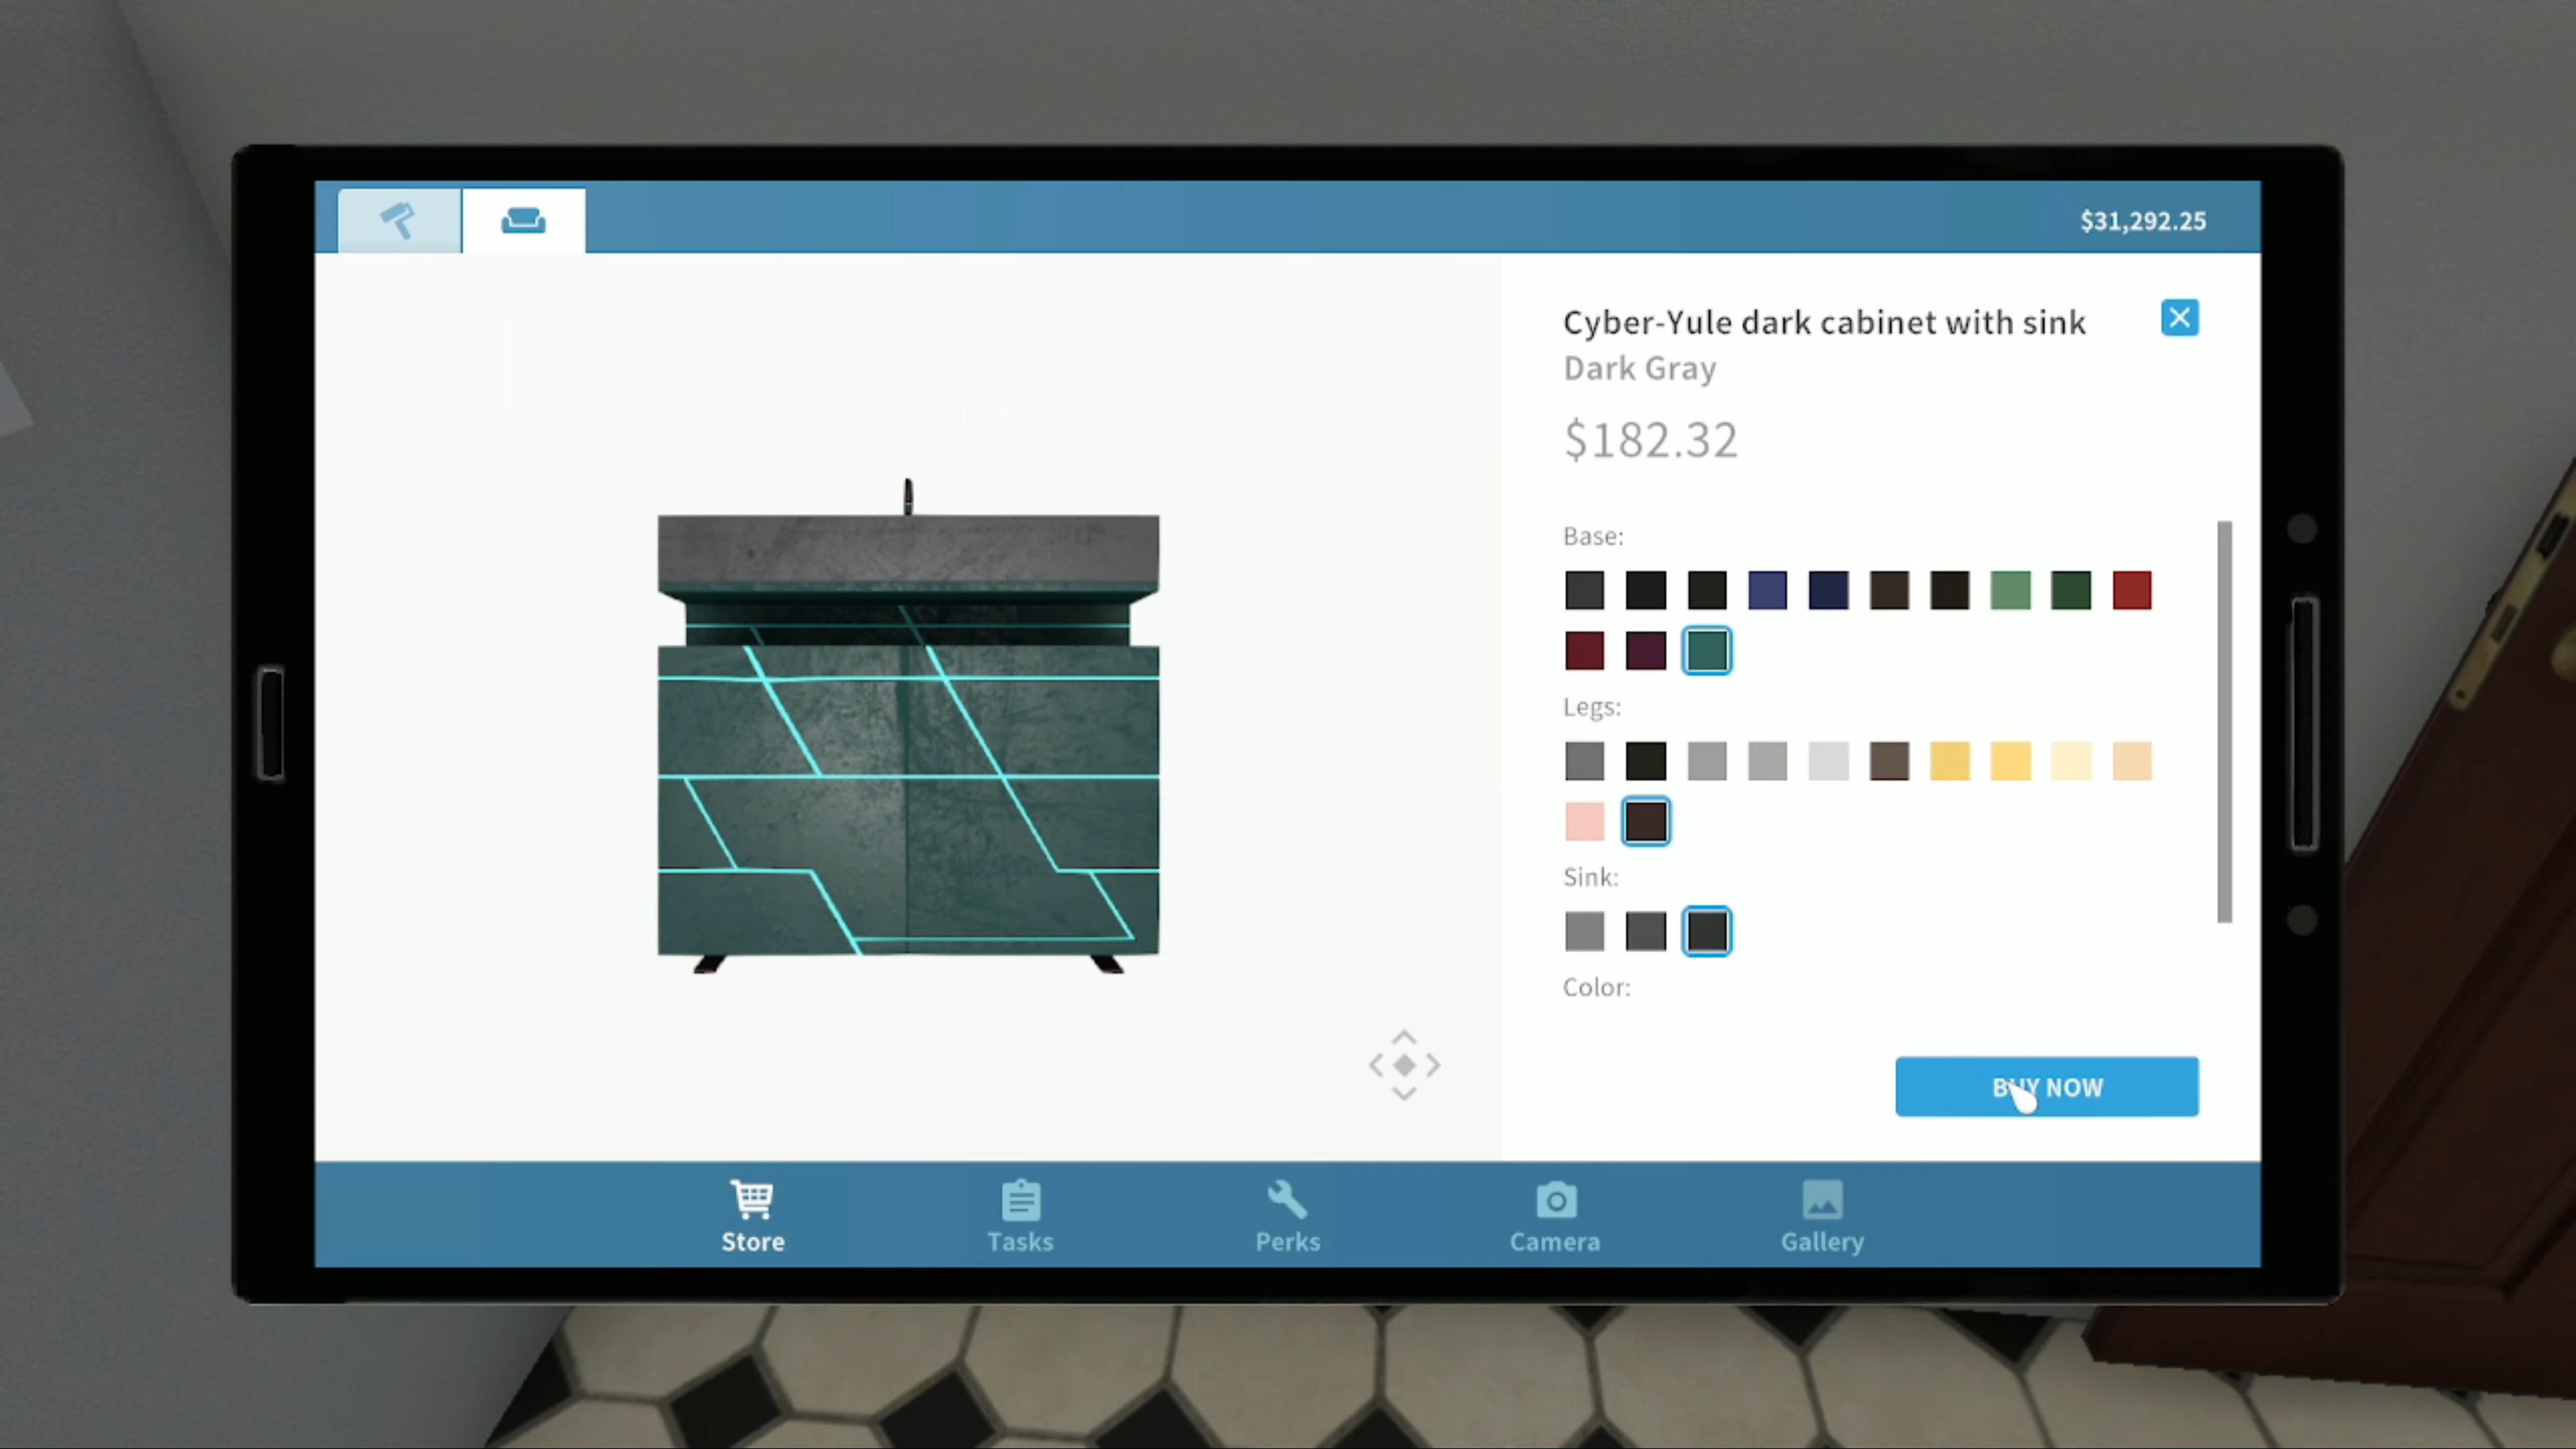 $31,292.25
Cyber-Yule dark cabinet with sink
Dark Gray
$182.32
Base:
Legs:
Sink:
Color:
BUY NOW
Store
Tasks
Perks
Camera
Gallery